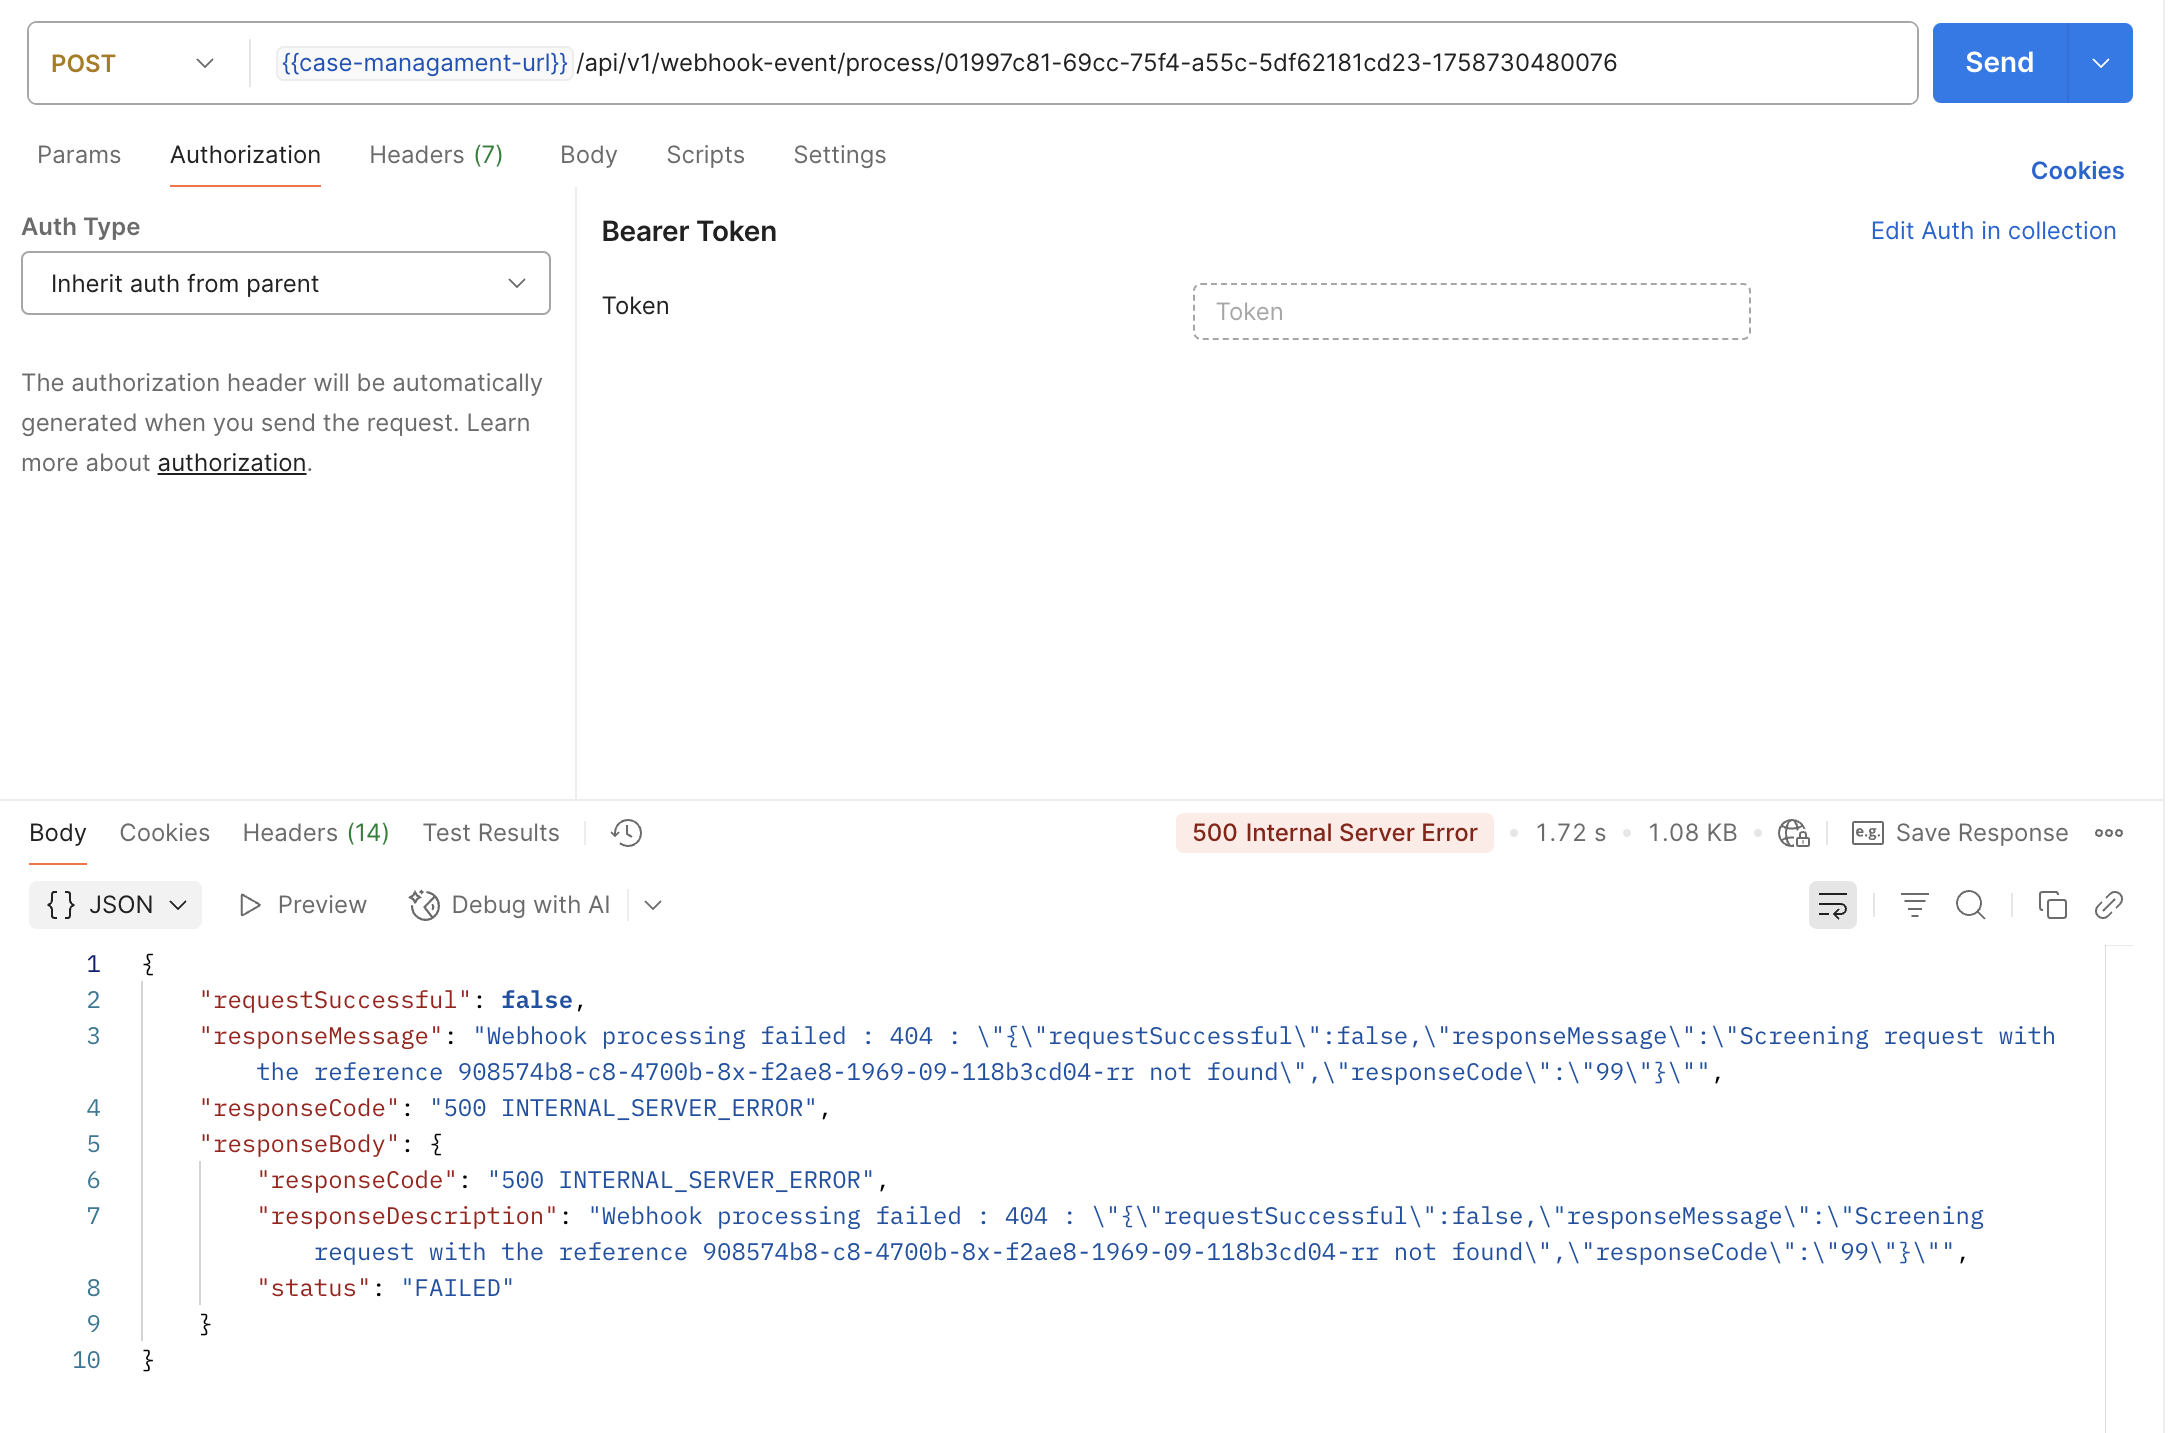 POST {{case-managament-url}} /api/v1/webhook-event/process/01997c81-69cc-75f4-a55c-5df62181cd23-1758730480076 Send
Params Authorization Headers (7) Body Scripts Settings Cookies
Auth Type
Inherit auth from parent
The authorization header will be automatically
generated when you send the request. Learn
more about authorization.
Bearer Token Edit Auth in collection
Token Token
Body Cookies Headers (14) Test Results 500 Internal Server Error • 1.72 s • 1.08 KB • e.g. Save Response
{} JSON Preview Debug with AI
1 {
2 "requestSuccessful": false,
3 "responseMessage": "Webhook processing failed : 404 : \"{\"requestSuccessful\":false,\"responseMessage\":\"Screening request with
the reference 908574b8-c8-4700b-8x-f2ae8-1969-09-118b3cd04-rr not found\",\"responseCode\":\"99\"}\"",
4 "responseCode": "500 INTERNAL_SERVER_ERROR",
5 "responseBody": {
6 "responseCode": "500 INTERNAL_SERVER_ERROR",
7 "responseDescription": "Webhook processing failed : 404 : \"{\"requestSuccessful\":false,\"responseMessage\":\"Screening
request with the reference 908574b8-c8-4700b-8x-f2ae8-1969-09-118b3cd04-rr not found\",\"responseCode\":\"99\"}\"",
8 "status": "FAILED"
9 }
10 }